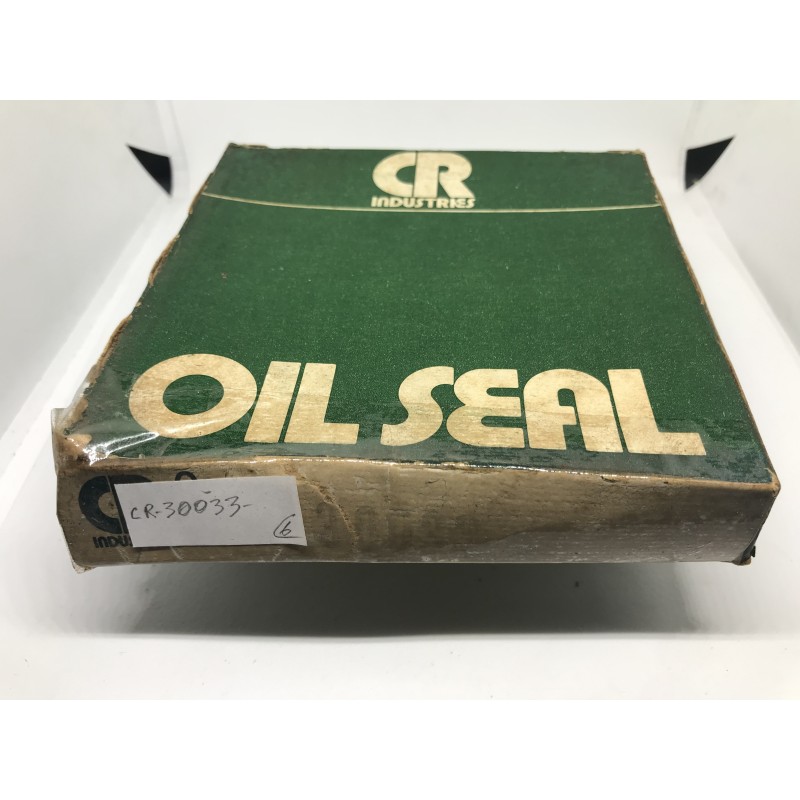 CR
INDUSTRIES
OIL SEAL
CR-30033-
6